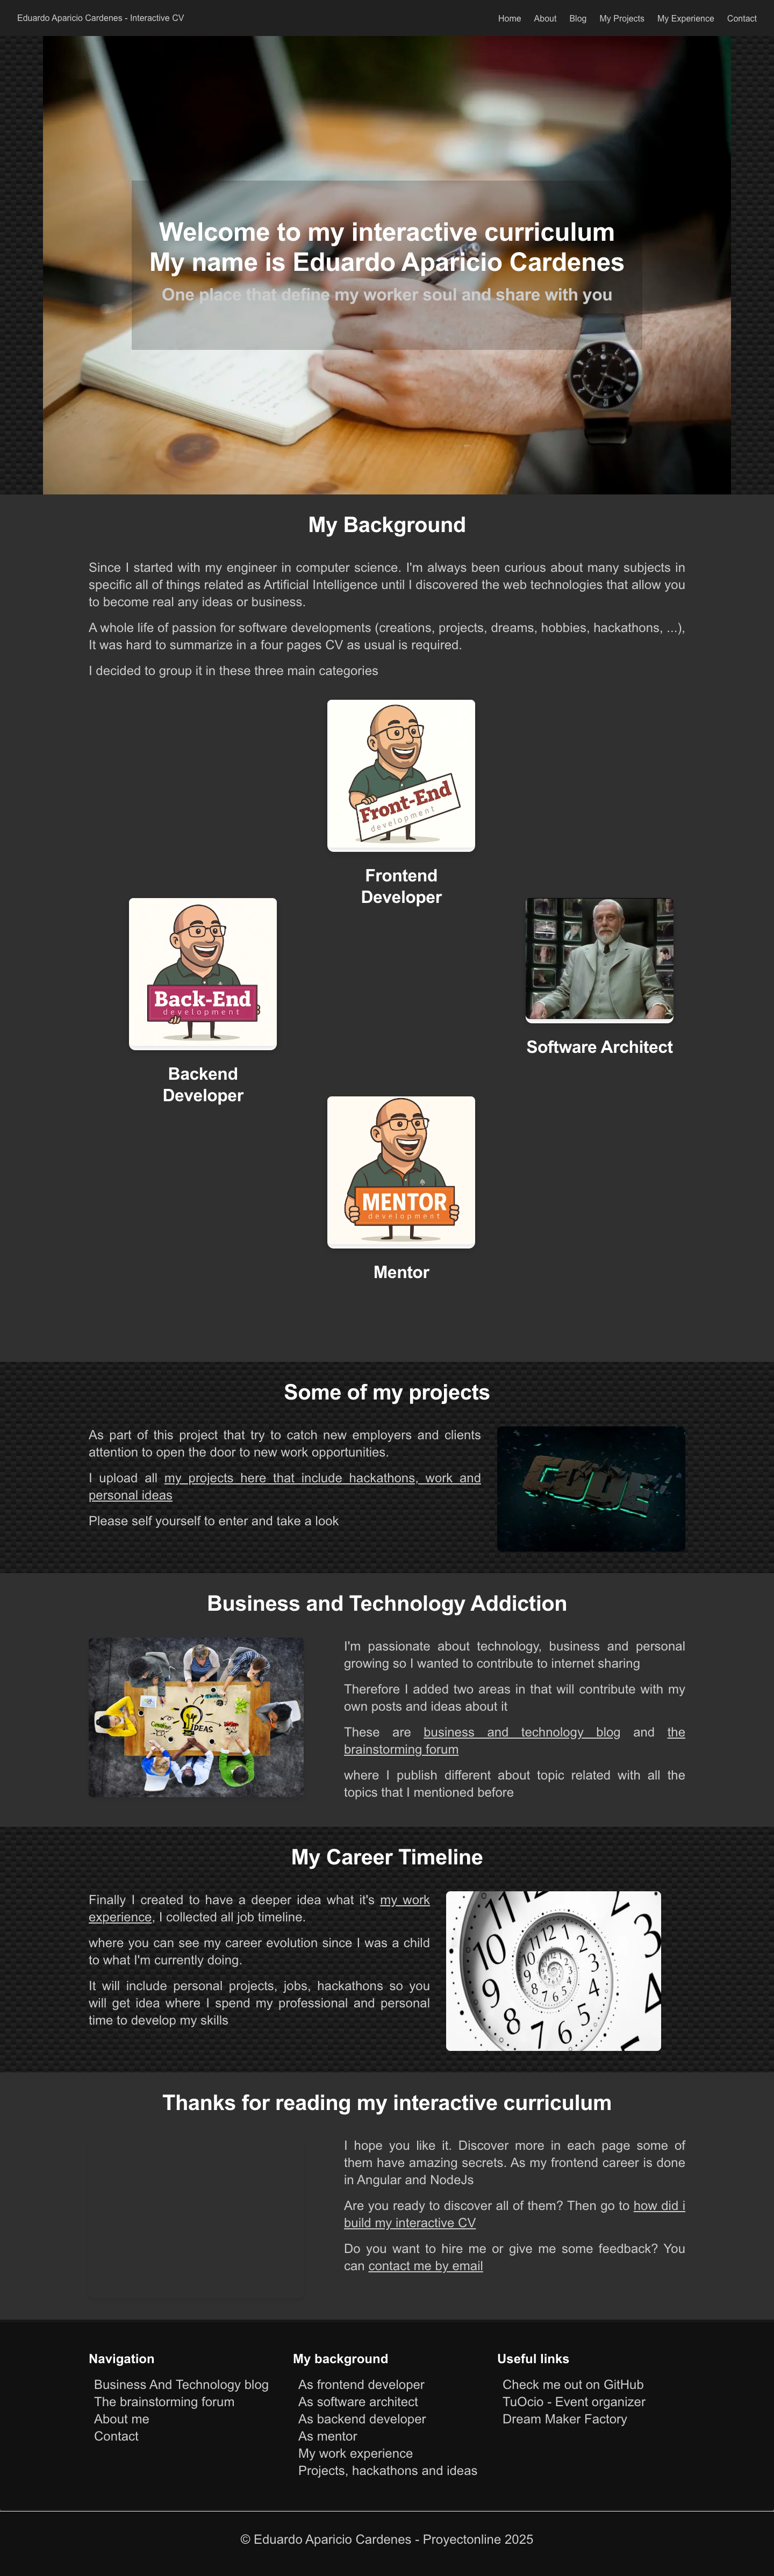 Eduardo Aparicio Cardenes - Interactive CV
Home About Blog My Projects My Experience Contact
Welcome to my interactive curriculum
My name is Eduardo Aparicio Cardenes
One place that define my worker soul and share with you
My Background
Since I started with my engineer in computer science. I'm always been curious about many subjects in
specific all of things related as Artificial Intelligence until I discovered the web technologies that allow you
to become real any ideas or business.
A whole life of passion for software developments (creations, projects, dreams, hobbies, hackathons, ...),
It was hard to summarize in a four pages CV as usual is required.
I decided to group it in these three main categories
Front-End
development
Frontend
Developer
Back-End
development
Backend
Developer
Software Architect
MENTOR
development
Mentor
Some of my projects
As part of this project that try to catch new employers and clients
attention to open the door to new work opportunities.
I upload all my projects here that include hackathons, work and
personal ideas
Please self yourself to enter and take a look
CODE
Business and Technology Addiction
IDEAS
I'm passionate about technology, business and personal
growing so I wanted to contribute to internet sharing
Therefore I added two areas in that will contribute with my
own posts and ideas about it
These are business and technology blog and the
brainstorming forum
where I publish different about topic related with all the
topics that I mentioned before
My Career Timeline
Finally I created to have a deeper idea what it's my work
experience, I collected all job timeline.
where you can see my career evolution since I was a child
to what I'm currently doing.
It will include personal projects, jobs, hackathons so you
will get idea where I spend my professional and personal
time to develop my skills
Thanks for reading my interactive curriculum
I hope you like it. Discover more in each page some of
them have amazing secrets. As my frontend career is done
in Angular and NodeJs
Are you ready to discover all of them? Then go to how did i
build my interactive CV
Do you want to hire me or give me some feedback? You
can contact me by email
Navigation
Business And Technology blog
The brainstorming forum
About me
Contact
My background
As frontend developer
As software architect
As backend developer
As mentor
My work experience
Projects, hackathons and ideas
Useful links
Check me out on GitHub
TuOcio - Event organizer
Dream Maker Factory
© Eduardo Aparicio Cardenes - Proyectonline 2025